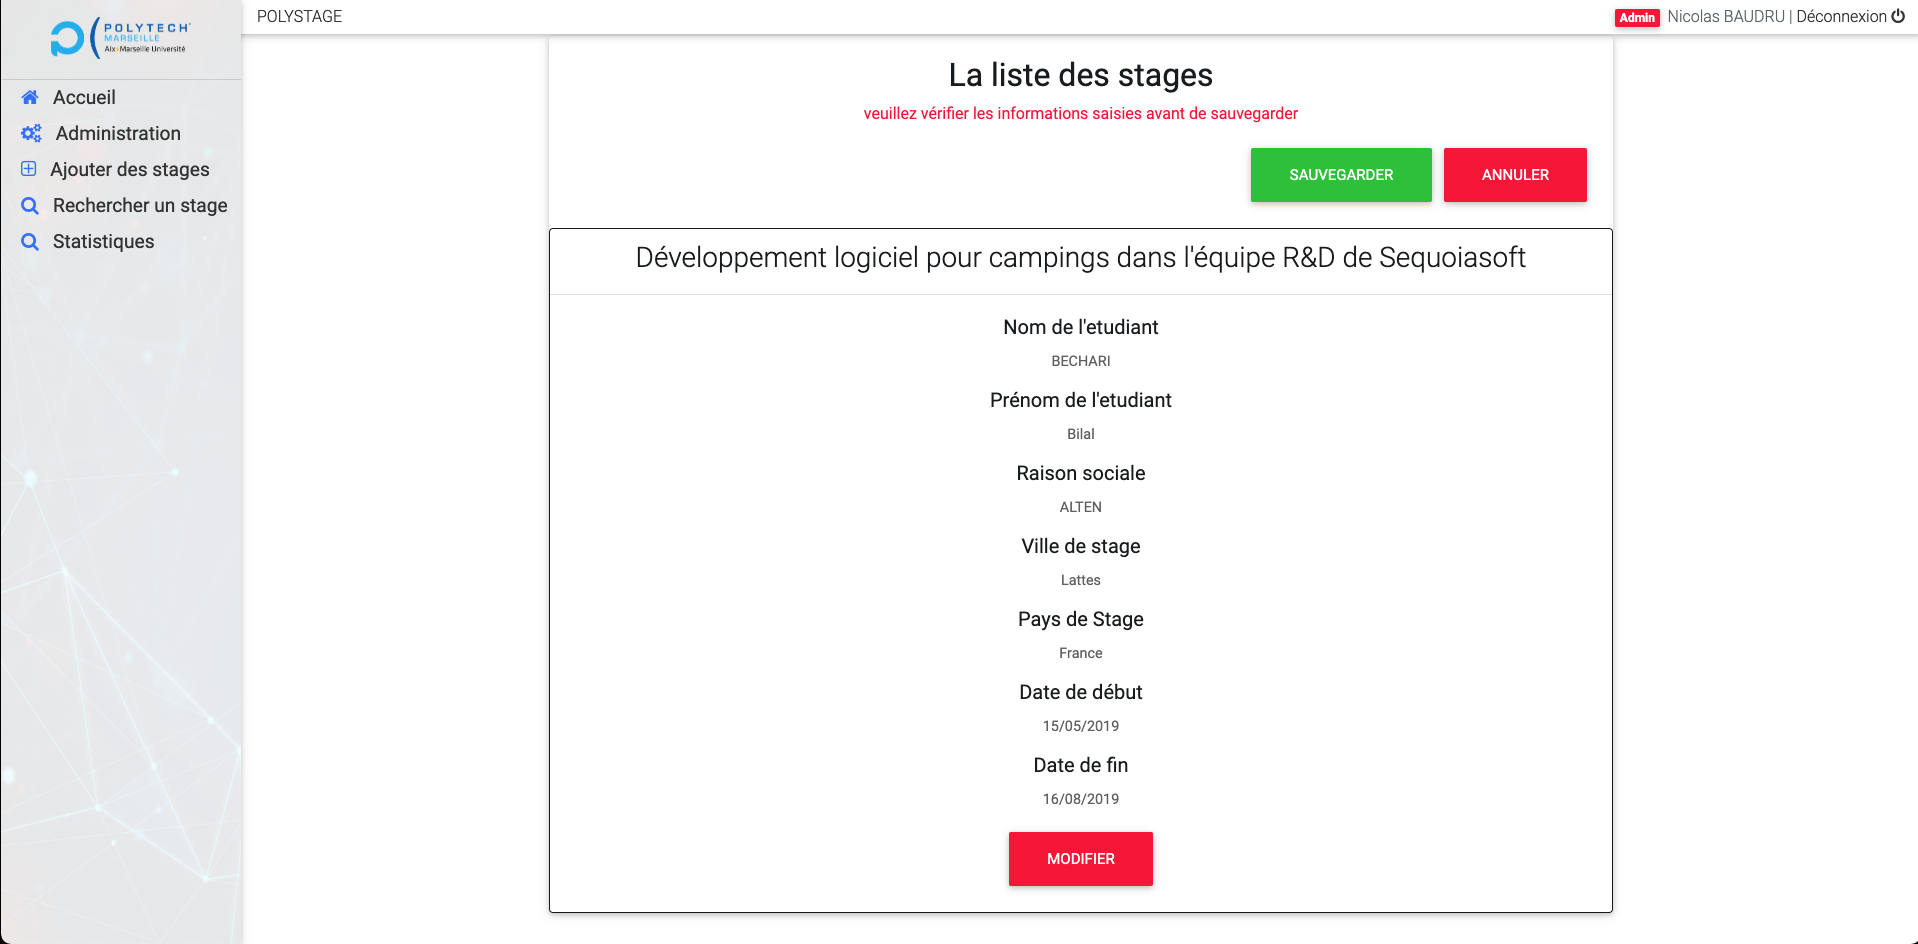 POLYTECH
MARSEILLE
Aix*Marseille Université
POLYSTAGE
Admin Nicolas BAUDRU | Déconnexion
Accueil
Administration
Ajouter des stages
Rechercher un stage
Statistiques
La liste des stages
veuillez vérifier les informations saisies avant de sauvegarder
SAUVEGARDER ANNULER
Développement logiciel pour campings dans l'équipe R&D de Sequoiasoft
Nom de l'etudiant
BECHARI
Prénom de l'etudiant
Bilal
Raison sociale
ALTEN
Ville de stage
Lattes
Pays de Stage
France
Date de début
15/05/2019
Date de fin
16/08/2019
MODIFIER